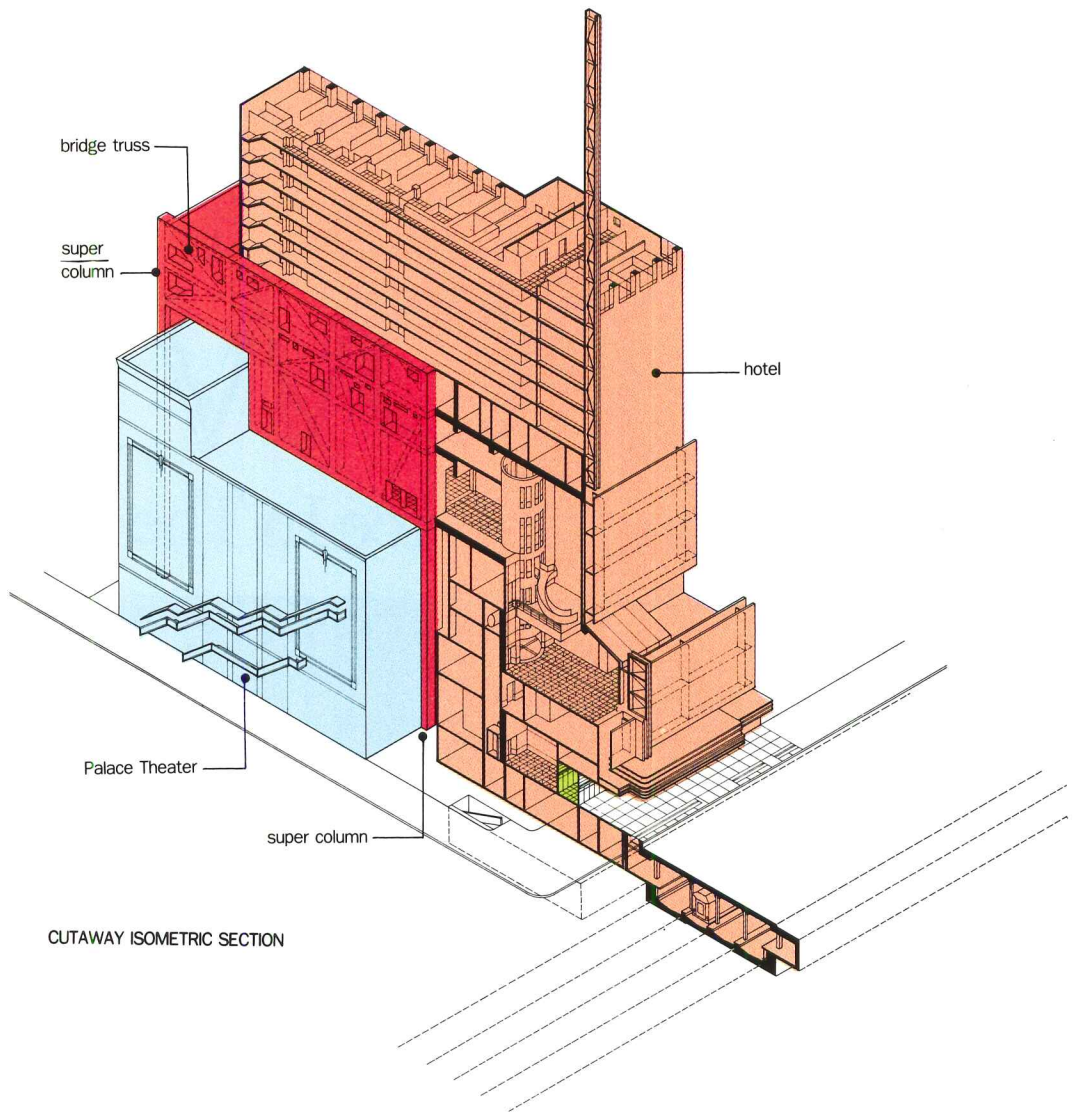 bridge truss
super
column
hotel
Palace Theater
super column
CUTAWAY ISOMETRIC SECTION